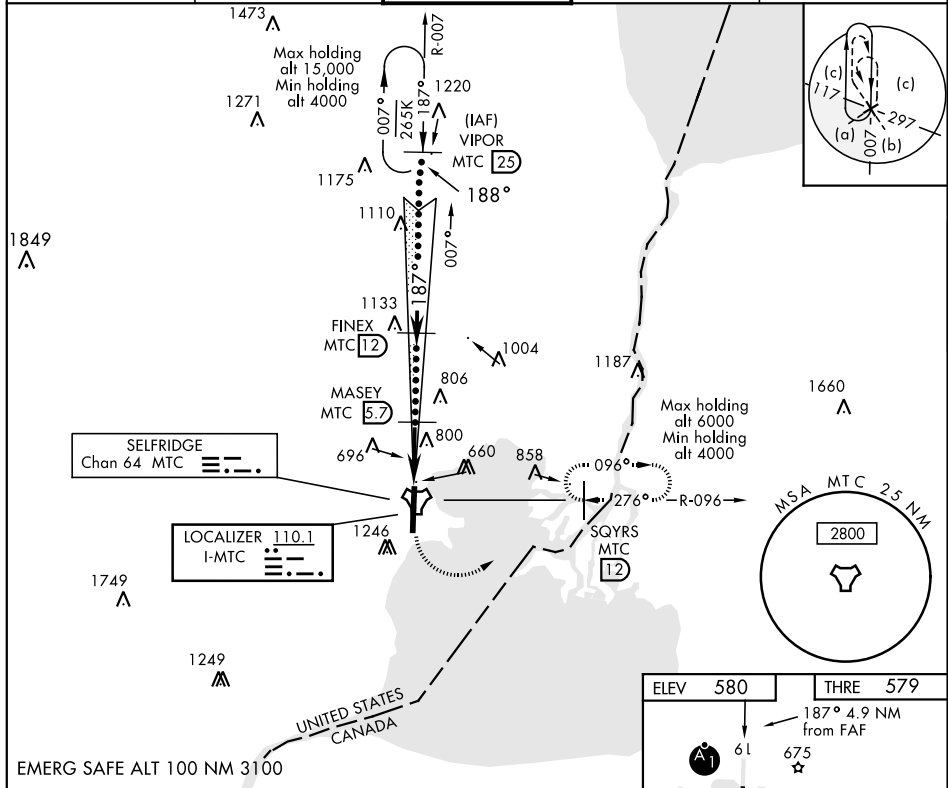 1473
Max holding
alt 15,000
Min holding
alt 4000
R-007
007°
265K
187°
1220
1271
(IAF)
VIPOR
MTC 25
1175
188°
1110
007°
187°
1849
1133
FINEX
MTC 12
1004
806
MASEY
MTC 5.7
800
696
660
858
1187
1660
Max holding
alt 6000
Min holding
alt 4000
096°
276°
R-096
SQYRS
MTC
12
SELFRIDGE
Chan 64 MTC
LOCALIZER 110.1
I-MTC
1246
1749
1249
UNITED STATES
CANADA
EMERG SAFE ALT 100 NM 3100
(c)
(c)
117
297
(a)
(b)
007
MSA MTC 25 NM
2800
ELEV 580
THRE 579
187° 4.9 NM
from FAF
19
A1
675